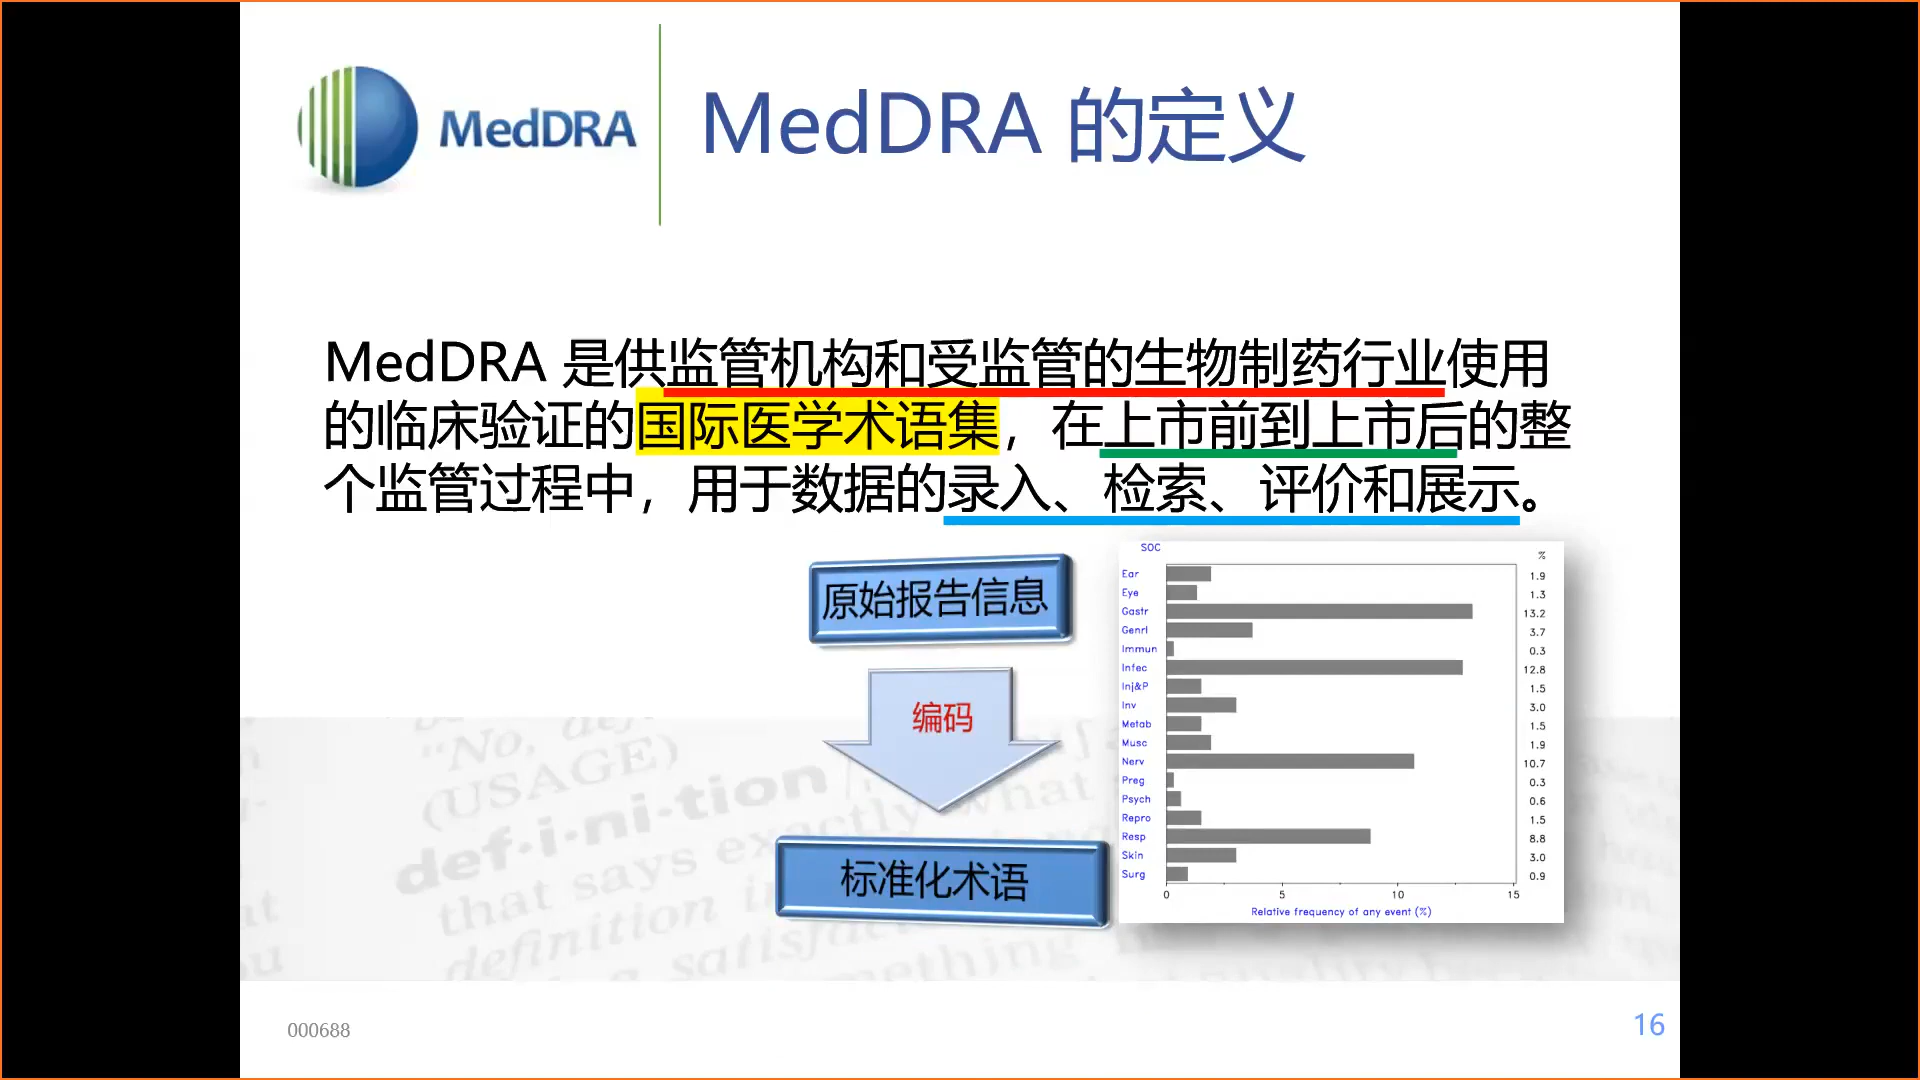 MedDRA
MedDRA 的定义
MedDRA 是供监管机构和受监管的生物制药行业使用
的临床验证的国际医学术语集，在上市前到上市后的整
个监管过程中，用于数据的录入、检索、评价和展示。
原始报告信息
编码
标准化术语
SOC
%
Ear 1.9
Eye 1.3
Gastr 13.2
Genrl 3.7
Immun 0.3
Infec 12.8
Inj&P 1.5
Inv 3.0
Metab 1.5
Musc 1.9
Nerv 10.7
Preg 0.3
Psych 0.6
Repro 1.5
Resp 8.8
Skin 3.0
Surg 0.9
0 5 10 15
Relative frequency of any event (%)
"No, def
(USAGE)
def·i·ni·tion
that says exactly what i
definition i
a satisfac
mething
000688
16